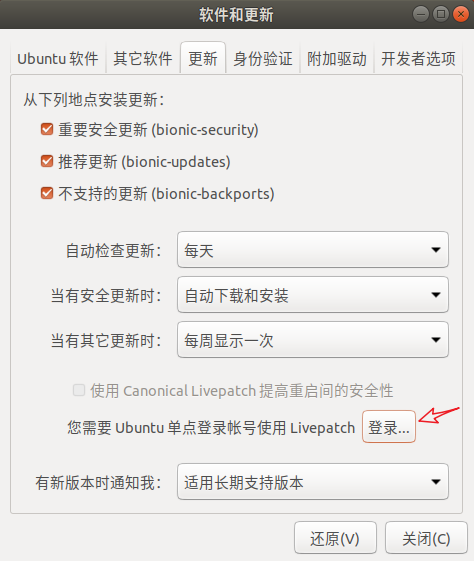 软件和更新
Ubuntu 软件 其它软件 更新 身份验证 附加驱动 开发者选项
从下列地点安装更新：
重要安全更新 (bionic-security)
推荐更新 (bionic-updates)
不支持的更新 (bionic-backports)
自动检查更新： 每天
当有安全更新时： 自动下载和安装
当有其它更新时： 每周显示一次
使用 Canonical Livepatch 提高重启间的安全性
您需要 Ubuntu 单点登录帐号使用 Livepatch 登录...
有新版本时通知我： 适用长期支持版本
还原(V) 关闭(C)